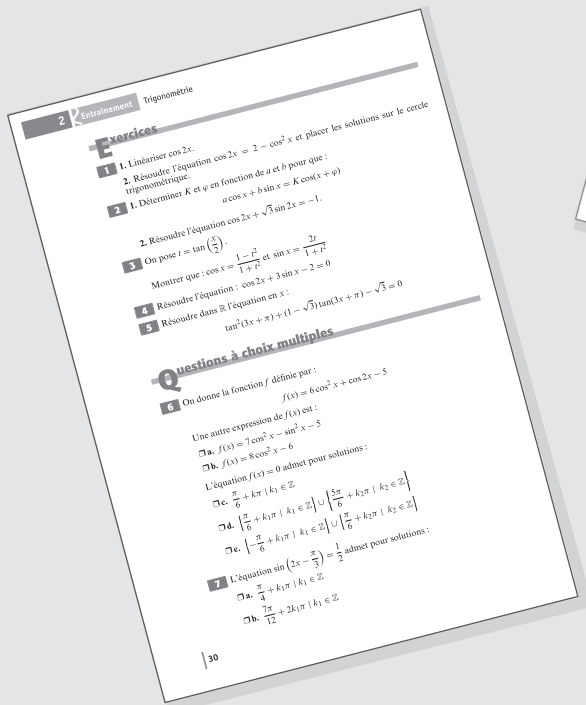 2 Entraînement Trigonométrie
Exercices
1 1. Linéariser cos 2x.
2. Résoudre l'équation cos 2x = 2 − cos² x et placer les solutions sur le cercle
trigonométrique.
2 1. Déterminer K et φ en fonction de a et b pour que :
a cos x + b sin x = K cos(x + φ)
2. Résoudre l'équation cos 2x + √3 sin 2x = −1.
3 On pose t = tan (x/2).
Montrer que : cos x = (1 − t²)/(1 + t²) et sin x = 2t/(1 + t²)
4 Résoudre l'équation : cos 2x + 3 sin x − 2 = 0
5 Résoudre dans ℝ l'équation en x :
tan²(3x + π) + (1 − √3) tan(3x + π) − √3 = 0
Questions à choix multiples
6 On donne la fonction f définie par :
f(x) = 6 cos² x + cos 2x − 5
Une autre expression de f(x) est :
❒ a. f(x) = 7 cos² x − sin² x − 5
❒ b. f(x) = 8 cos² x − 6
L'équation f(x) = 0 admet pour solutions :
❒ c. π/6 + kπ | k₁ ∈ ℤ
❒ d. {π/6 + k₁π | k₁ ∈ ℤ} ∪ {5π/6 + k₂π | k₂ ∈ ℤ}
❒ e. {−π/6 + k₁π | k₁ ∈ ℤ} ∪ {π/6 + k₂π | k₂ ∈ ℤ}
7 L'équation sin (2x − π/3) = 1/2 admet pour solutions :
❒ a. π/4 + k₁π | k₁ ∈ ℤ
❒ b. 7π/12 + 2k₁π | k₁ ∈ ℤ
30